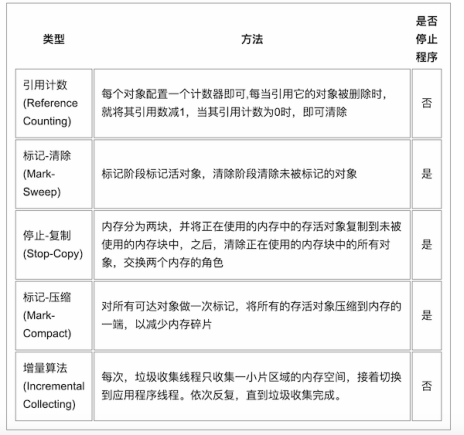 类型
方法
是否
停止
程序
引用计数
(Reference
Counting)
每个对象配置一个计数器即可,每当引用它的对象被删除时，
就将其引用数减1，当其引用计数为0时，即可清除
否
标记-清除
(Mark-
Sweep)
标记阶段标记活对象，清除阶段清除未被标记的对象
是
停止-复制
(Stop-Copy)
内存分为两块，并将正在使用的内存中的存活对象复制到未被
使用的内存块中，之后，清除正在使用的内存块中的所有对
象，交换两个内存的角色
是
标记-压缩
(Mark-
Compact)
对所有可达对象做一次标记，将所有的存活对象压缩到内存的
一端，以减少内存碎片
是
增量算法
(Incremental
Collecting)
每次，垃圾收集线程只收集一小片区域的内存空间，接着切换
到应用程序线程。依次反复，直到垃圾收集完成。
否